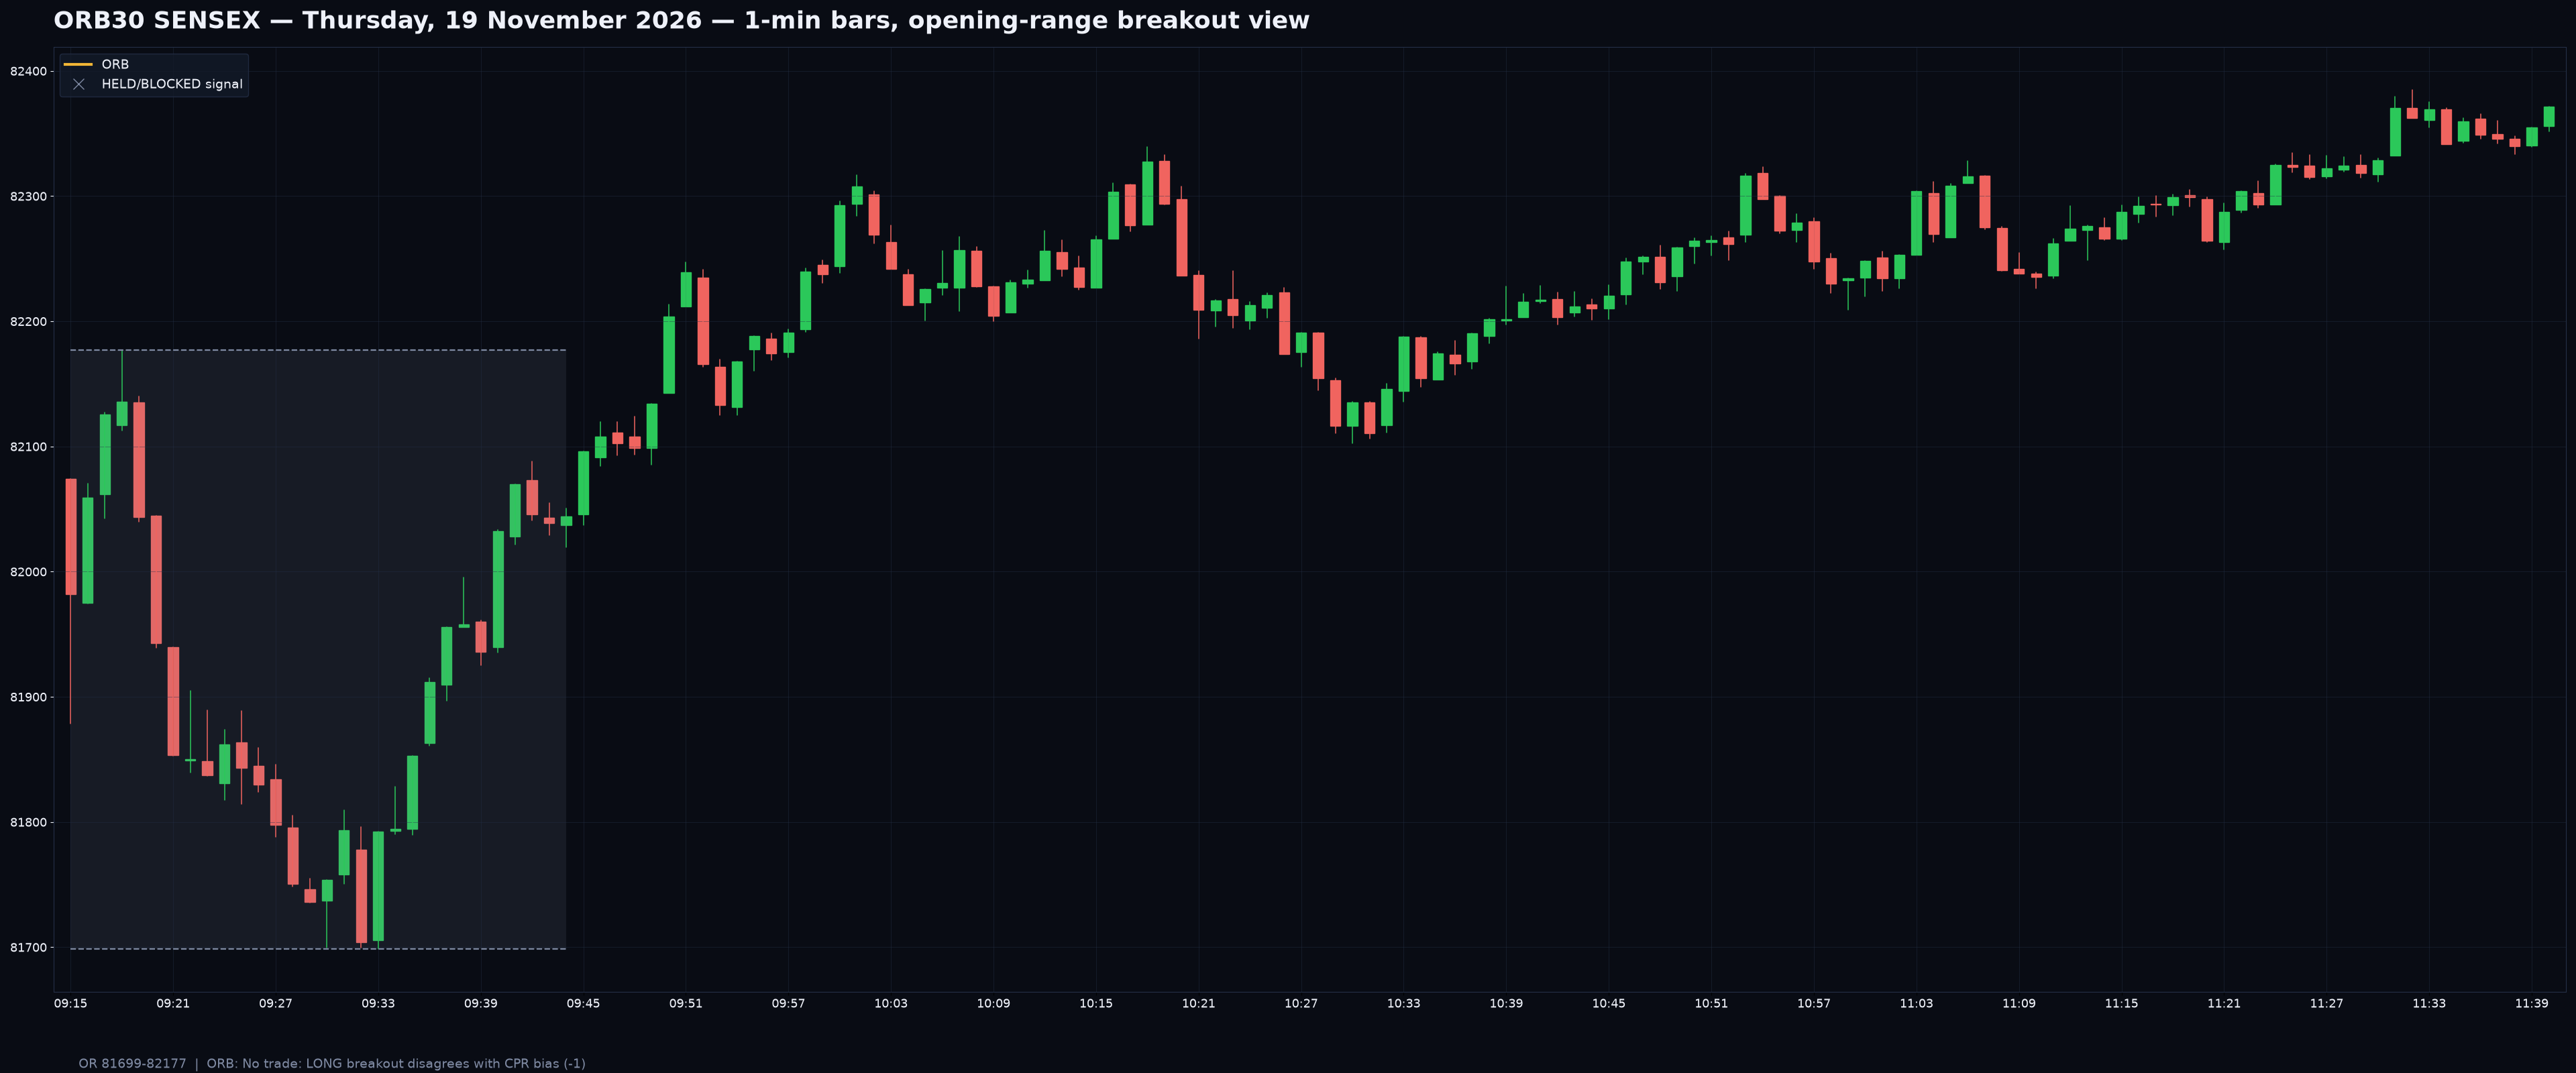 ORB30 SENSEX — Thursday, 19 November 2026 — 1-min bars, opening-range breakout view
ORB
HELD/BLOCKED signal
82400
82300
82200
82100
82000
81900
81800
81700
09:15 09:21 09:27 09:33 09:39 09:45 09:51 09:57 10:03 10:09 10:15 10:21 10:27 10:33 10:39 10:45 10:51 10:57 11:03 11:09 11:15 11:21 11:27 11:33 11:39
OR 81699-82177 | ORB: No trade: LONG breakout disagrees with CPR bias (-1)